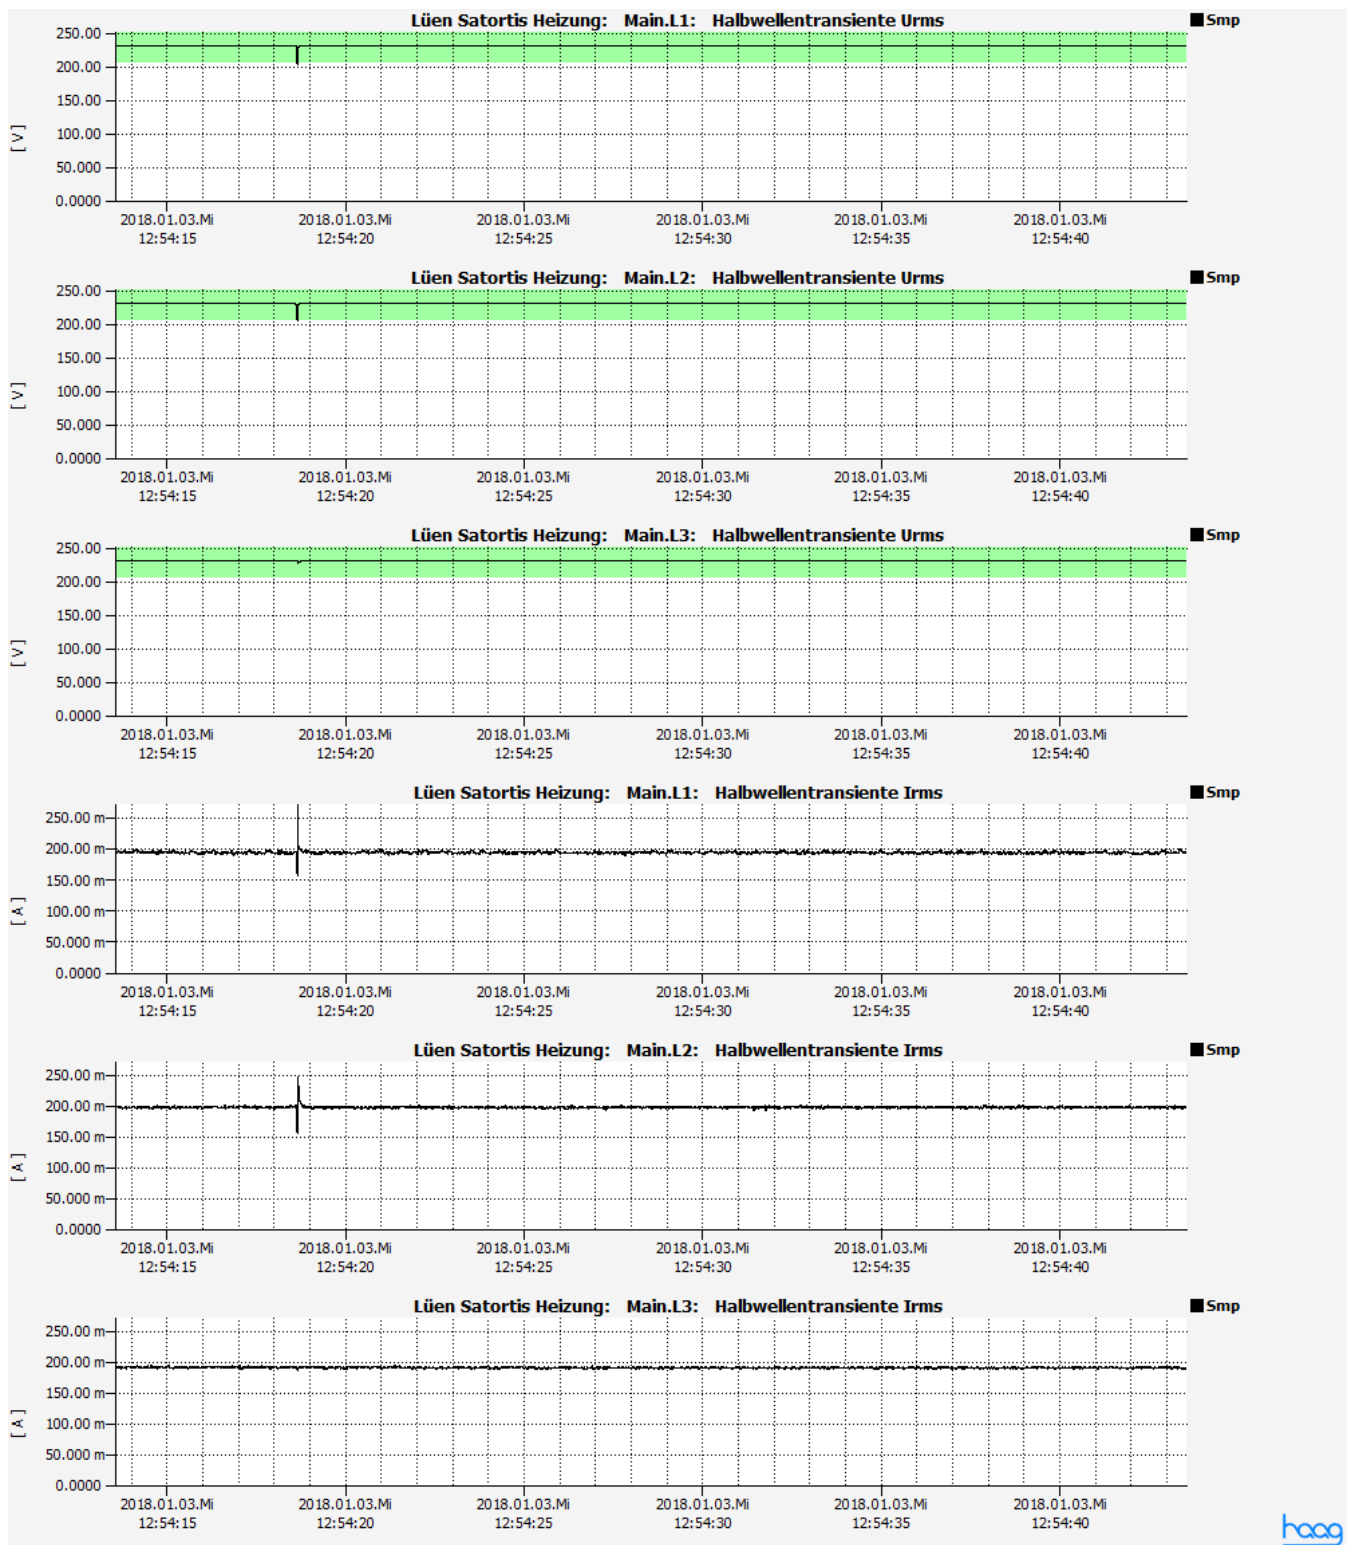 Lüen Satortis Heizung: Main.L1: Halbwellentransiente Urms
Smp
250.00
200.00
150.00
100.00
50.000
0.0000
[ V ]
2018.01.03.Mi 2018.01.03.Mi 2018.01.03.Mi 2018.01.03.Mi 2018.01.03.Mi 2018.01.03.Mi
12:54:15 12:54:20 12:54:25 12:54:30 12:54:35 12:54:40
Lüen Satortis Heizung: Main.L2: Halbwellentransiente Urms
Smp
250.00
200.00
150.00
100.00
50.000
0.0000
[ V ]
2018.01.03.Mi 2018.01.03.Mi 2018.01.03.Mi 2018.01.03.Mi 2018.01.03.Mi 2018.01.03.Mi
12:54:15 12:54:20 12:54:25 12:54:30 12:54:35 12:54:40
Lüen Satortis Heizung: Main.L3: Halbwellentransiente Urms
Smp
250.00
200.00
150.00
100.00
50.000
0.0000
[ V ]
2018.01.03.Mi 2018.01.03.Mi 2018.01.03.Mi 2018.01.03.Mi 2018.01.03.Mi 2018.01.03.Mi
12:54:15 12:54:20 12:54:25 12:54:30 12:54:35 12:54:40
Lüen Satortis Heizung: Main.L1: Halbwellentransiente Irms
Smp
250.00 m
200.00 m
150.00 m
100.00 m
50.000 m
0.0000
[ A ]
2018.01.03.Mi 2018.01.03.Mi 2018.01.03.Mi 2018.01.03.Mi 2018.01.03.Mi 2018.01.03.Mi
12:54:15 12:54:20 12:54:25 12:54:30 12:54:35 12:54:40
Lüen Satortis Heizung: Main.L2: Halbwellentransiente Irms
Smp
250.00 m
200.00 m
150.00 m
100.00 m
50.000 m
0.0000
[ A ]
2018.01.03.Mi 2018.01.03.Mi 2018.01.03.Mi 2018.01.03.Mi 2018.01.03.Mi 2018.01.03.Mi
12:54:15 12:54:20 12:54:25 12:54:30 12:54:35 12:54:40
Lüen Satortis Heizung: Main.L3: Halbwellentransiente Irms
Smp
250.00 m
200.00 m
150.00 m
100.00 m
50.000 m
0.0000
[ A ]
2018.01.03.Mi 2018.01.03.Mi 2018.01.03.Mi 2018.01.03.Mi 2018.01.03.Mi 2018.01.03.Mi
12:54:15 12:54:20 12:54:25 12:54:30 12:54:35 12:54:40
haag